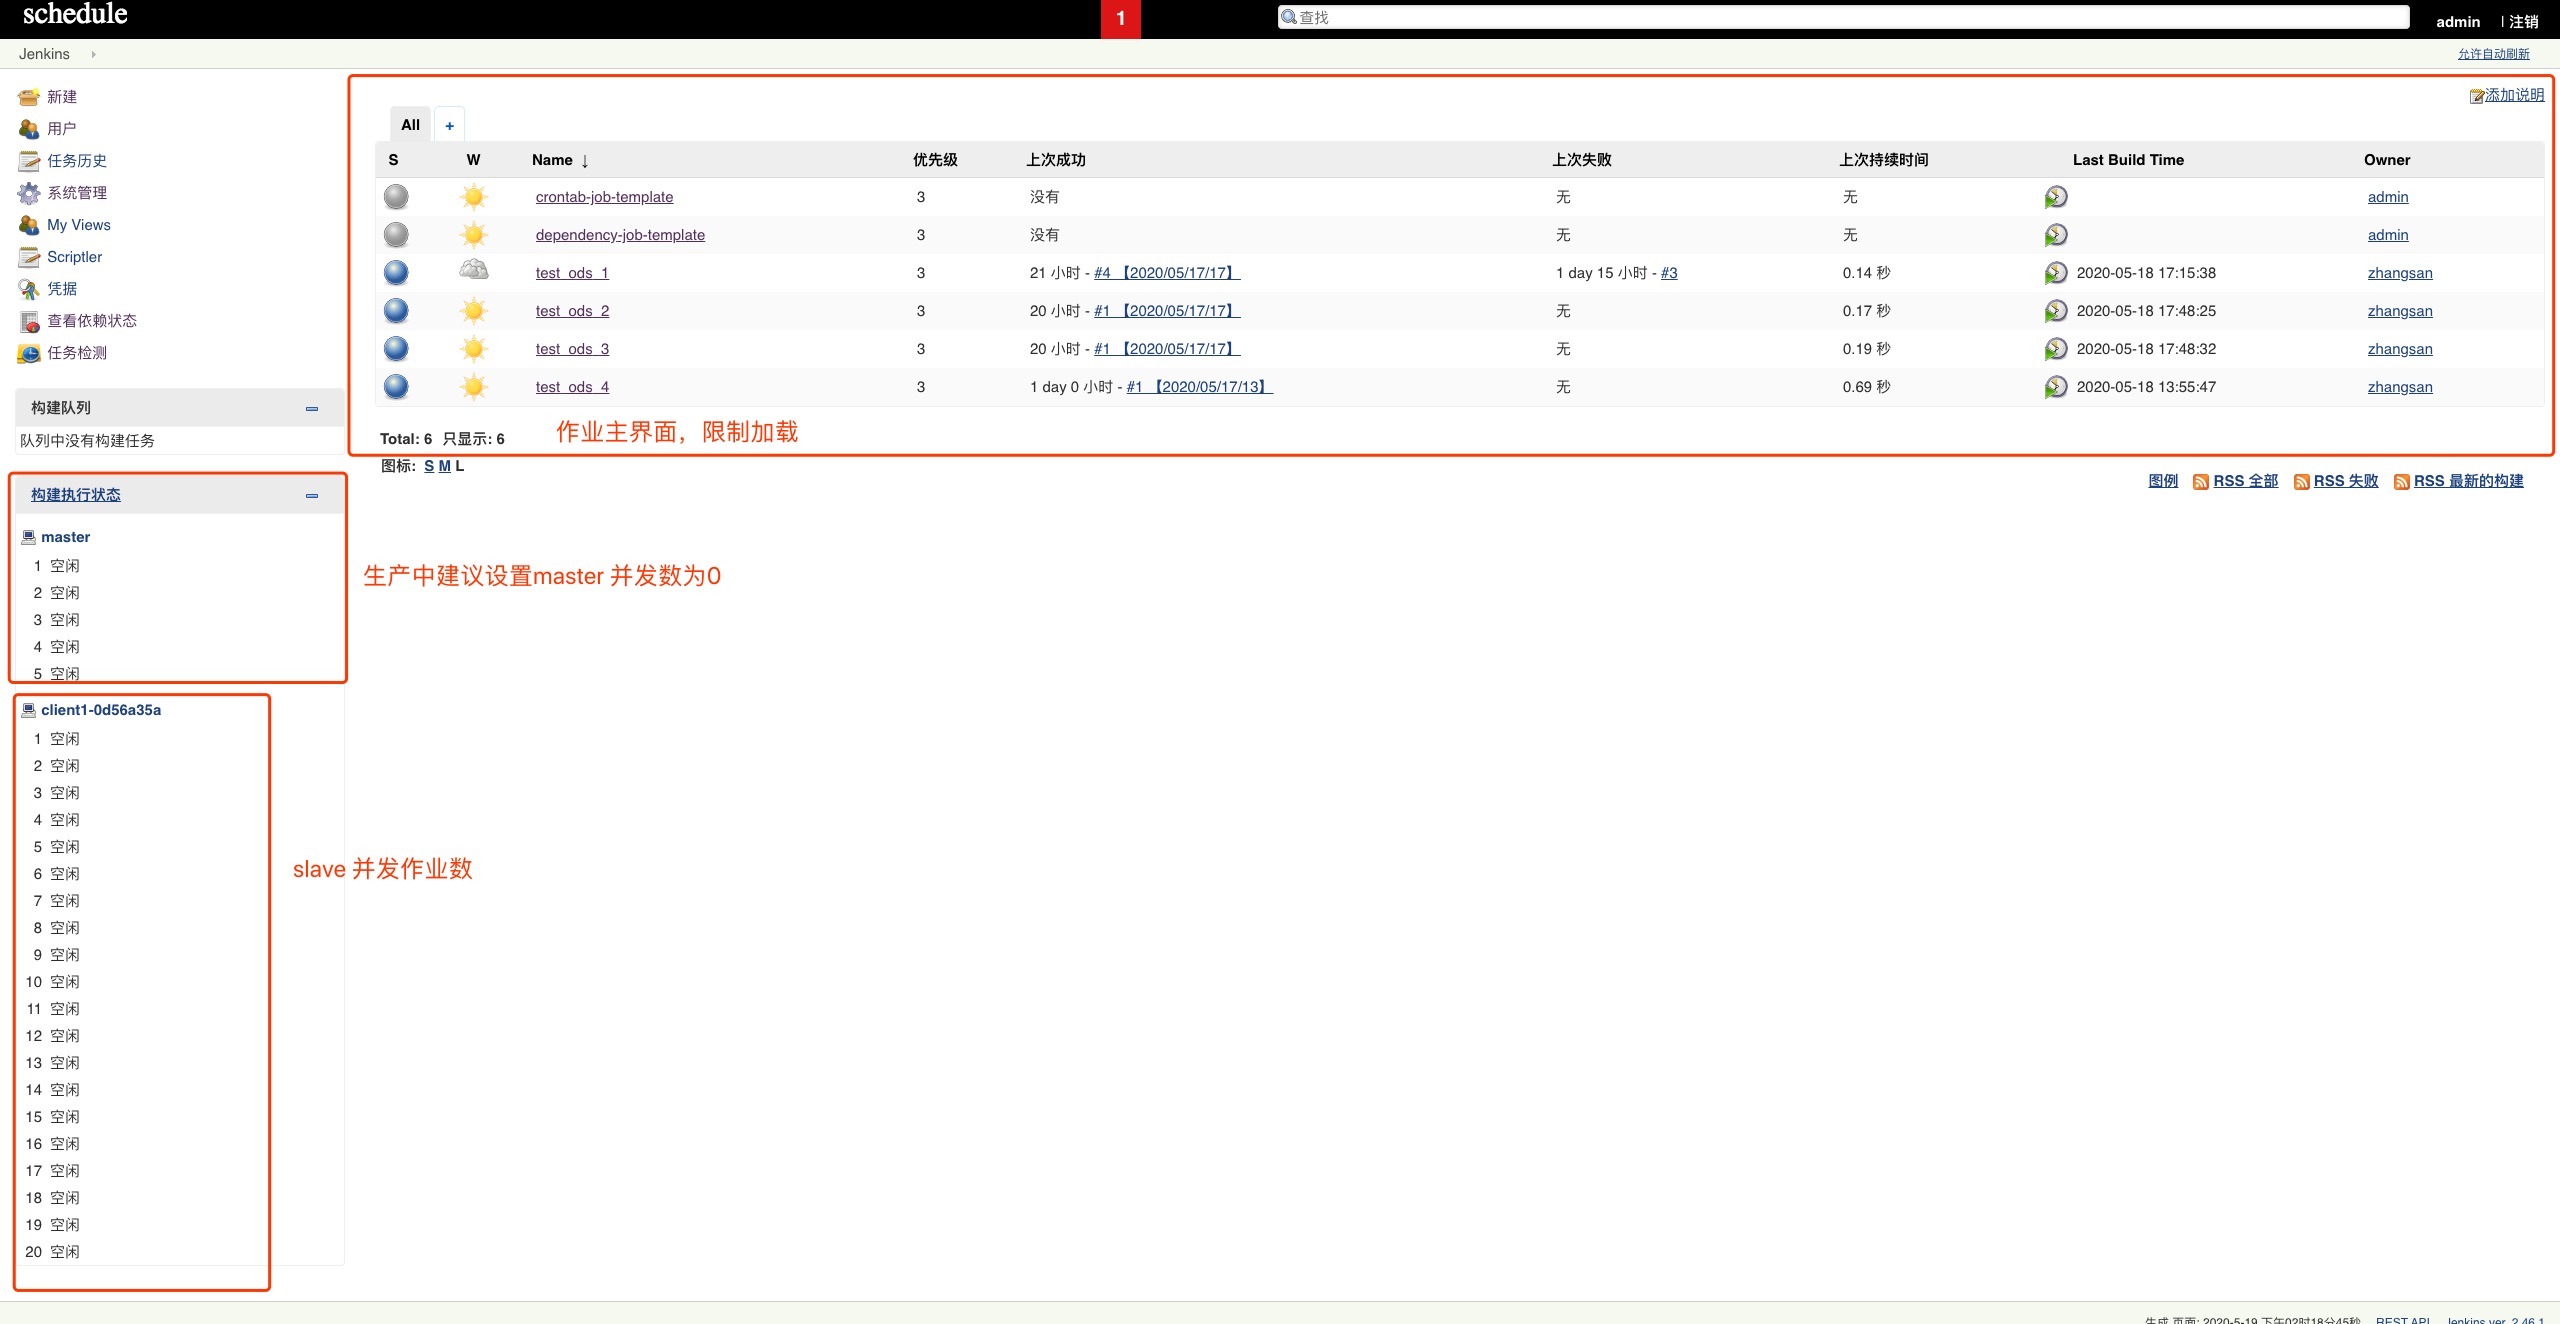 schedule
1
查找
admin | 注销
Jenkins
允许自动刷新
新建
用户
任务历史
系统管理
My Views
Scriptler
凭据
查看依赖状态
任务检测
构建队列
队列中没有构建任务
构建执行状态
master
1 空闲
2 空闲
3 空闲
4 空闲
5 空闲
client1-0d56a35a
1 空闲
2 空闲
3 空闲
4 空闲
5 空闲
6 空闲
7 空闲
8 空闲
9 空闲
10 空闲
11 空闲
12 空闲
13 空闲
14 空闲
15 空闲
16 空闲
17 空闲
18 空闲
19 空闲
20 空闲
添加说明
All +
S W Name ↓ 优先级 上次成功 上次失败 上次持续时间 Last Build Time Owner
crontab-job-template 3 没有 无 无 admin
dependency-job-template 3 没有 无 无 admin
test_ods_1 3 21 小时 - #4 【2020/05/17/17】 1 day 15 小时 - #3 0.14 秒 2020-05-18 17:15:38 zhangsan
test_ods_2 3 20 小时 - #1 【2020/05/17/17】 无 0.17 秒 2020-05-18 17:48:25 zhangsan
test_ods_3 3 20 小时 - #1 【2020/05/17/17】 无 0.19 秒 2020-05-18 17:48:32 zhangsan
test_ods_4 3 1 day 0 小时 - #1 【2020/05/17/13】 无 0.69 秒 2020-05-18 13:55:47 zhangsan
Total: 6 只显示: 6
作业主界面，限制加载
图标: S M L
图例 RSS 全部 RSS 失败 RSS 最新的构建
生产中建议设置master 并发数为0
slave 并发作业数
生成 页面: 2020-5-19 下午02时18分45秒 REST API Jenkins ver. 2.46.1